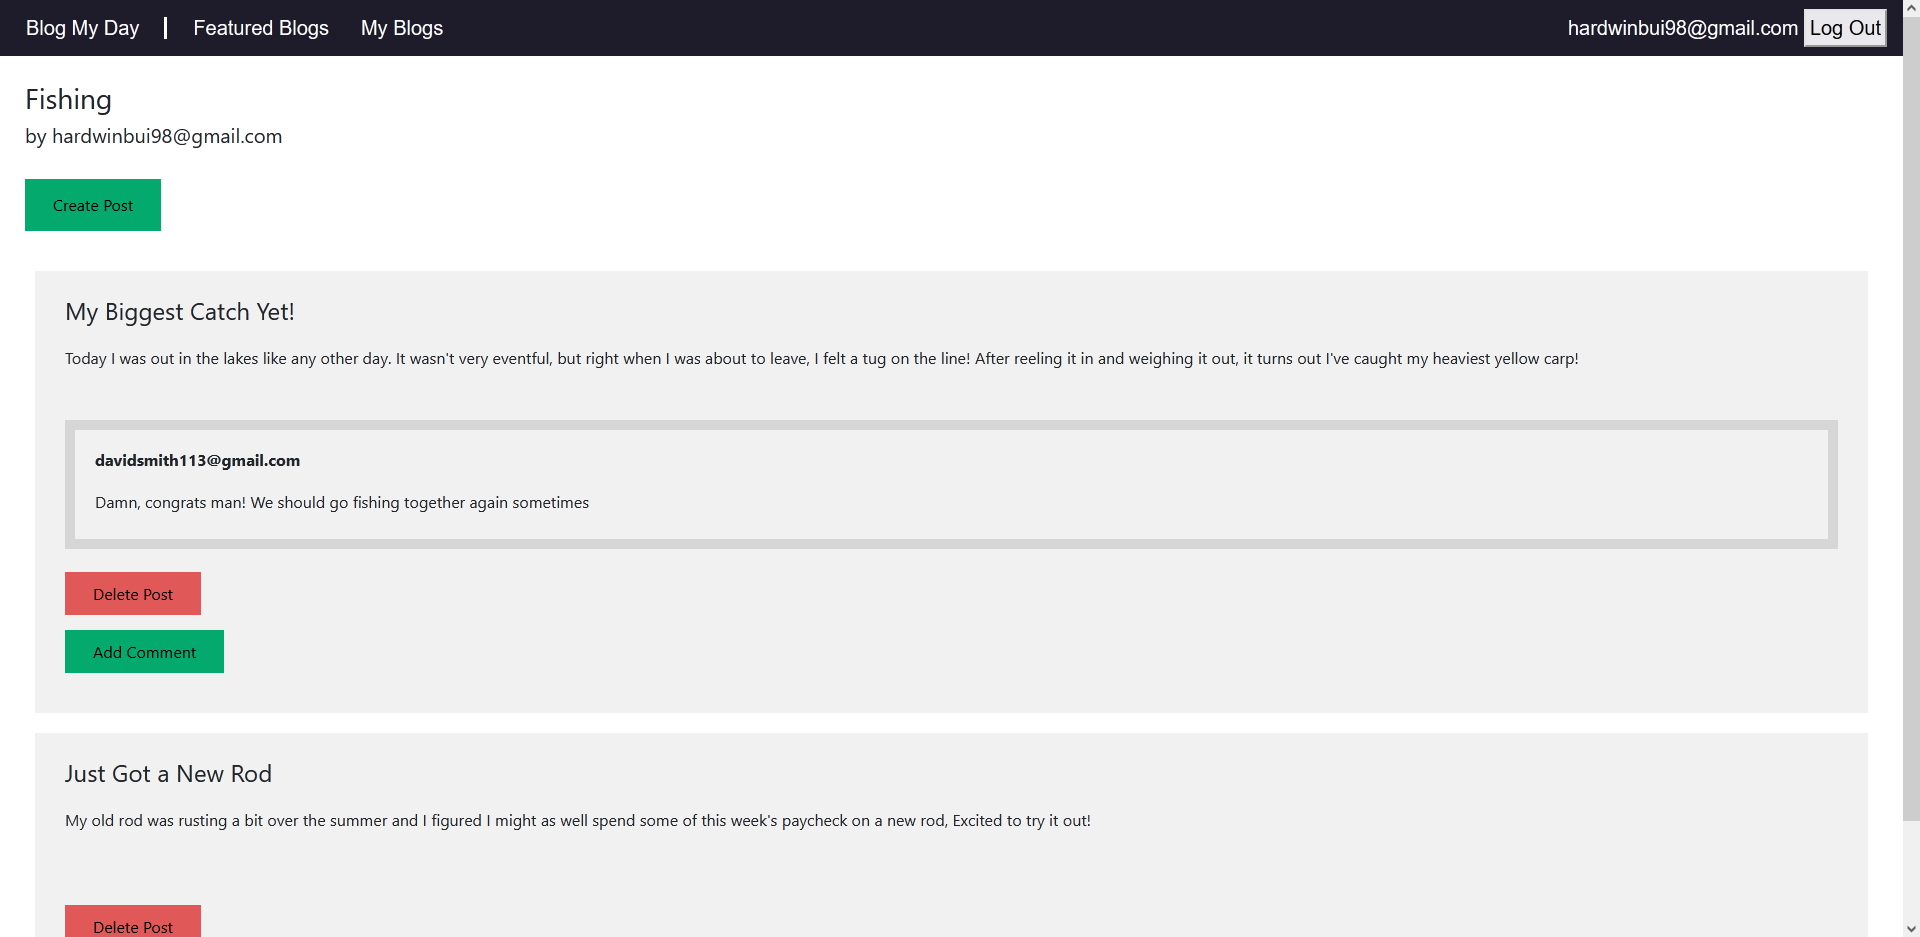 Blog My Day | Featured Blogs My Blogs hardwinbui98@gmail.com Log Out
Fishing
by hardwinbui98@gmail.com
Create Post
My Biggest Catch Yet!
Today I was out in the lakes like any other day. It wasn't very eventful, but right when I was about to leave, I felt a tug on the line! After reeling it in and weighing it out, it turns out I've caught my heaviest yellow carp!
davidsmith113@gmail.com
Damn, congrats man! We should go fishing together again sometimes
Delete Post
Add Comment
Just Got a New Rod
My old rod was rusting a bit over the summer and I figured I might as well spend some of this week's paycheck on a new rod, Excited to try it out!
Delete Post